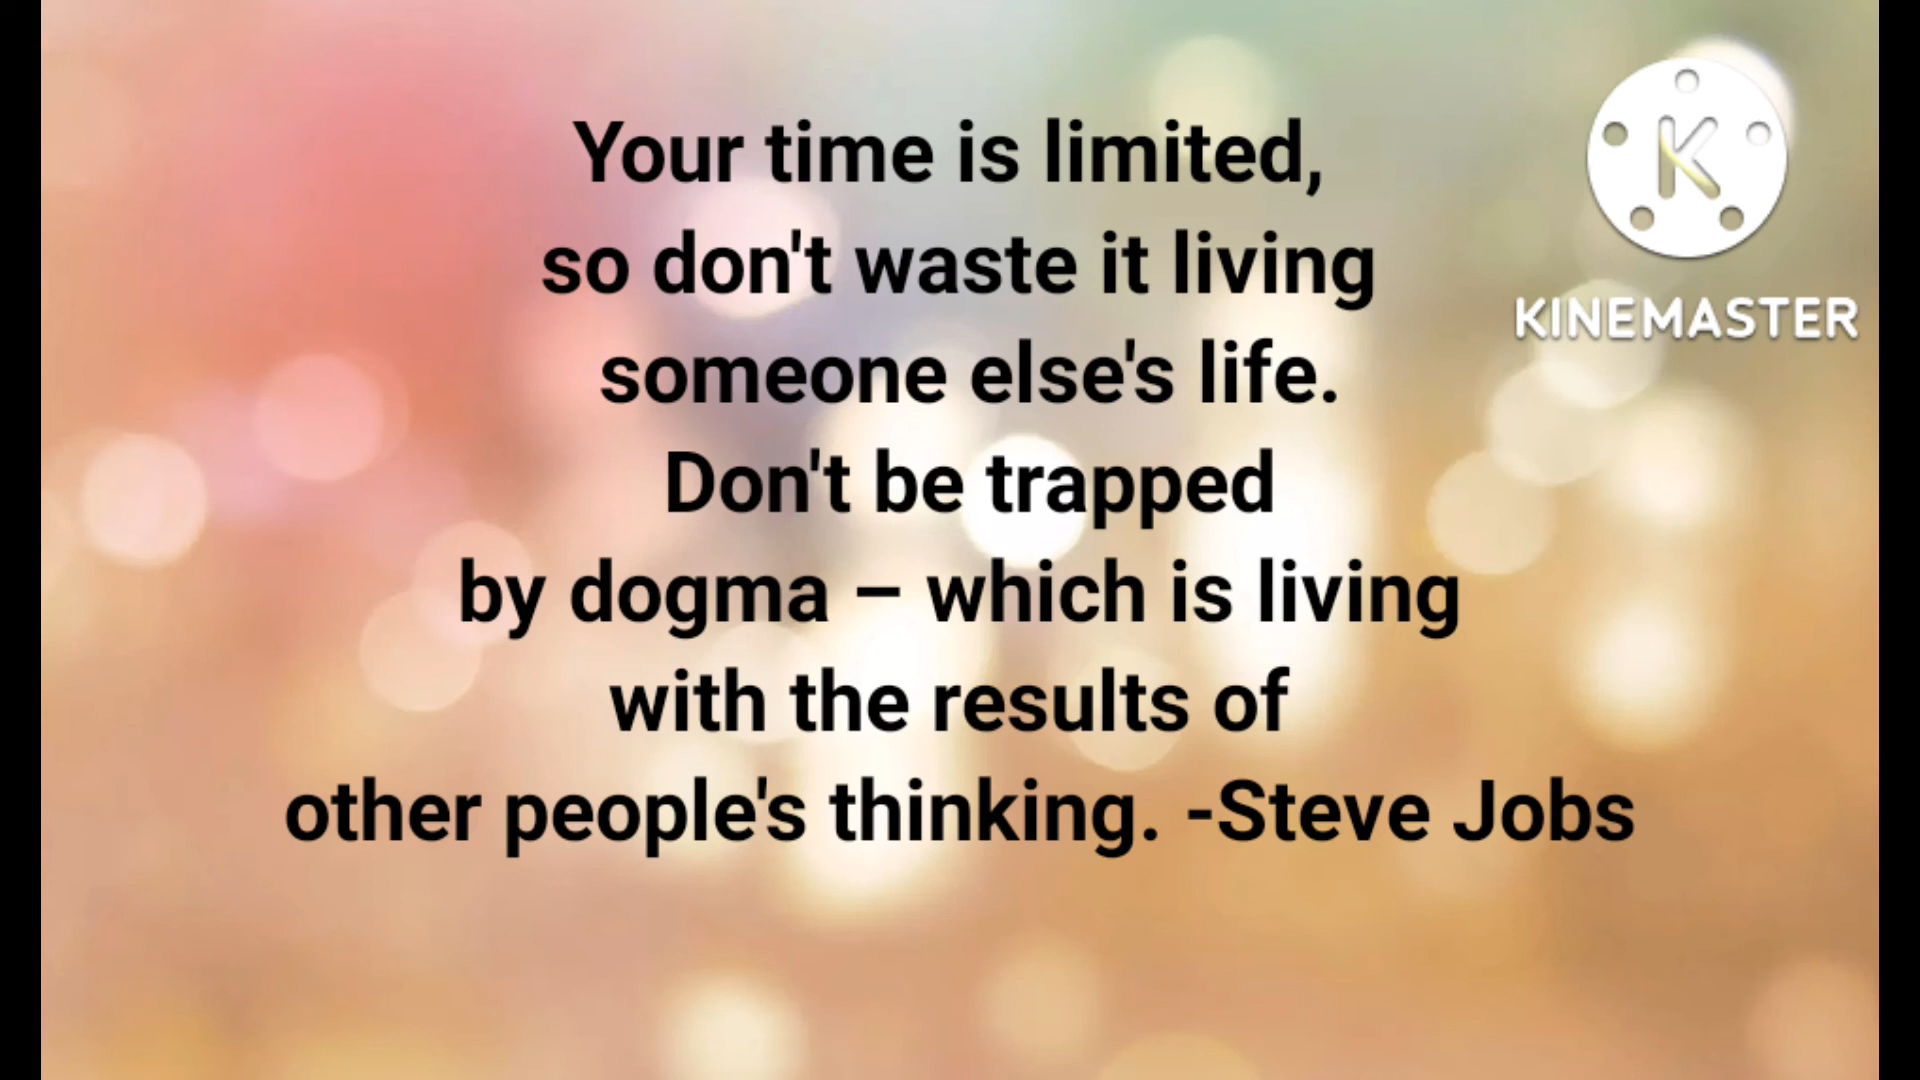 Your time is limited,
so don't waste it living
someone else's life.
Don't be trapped
by dogma – which is living
with the results of
other people's thinking. -Steve Jobs
K
KINEMASTER